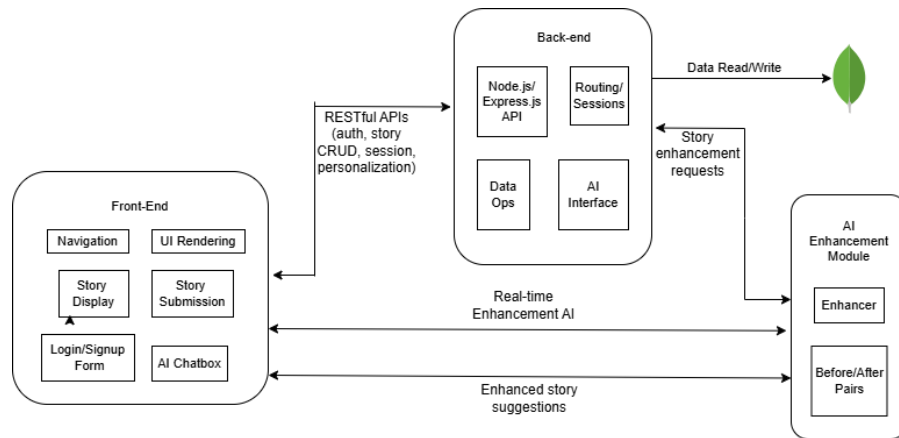 Back-end
Node.js/
Express.js
API
Routing/
Sessions
Data
Ops
AI
Interface
Data Read/Write
RESTful APIs
(auth, story
CRUD, session,
personalization)
Story
enhancement
requests
Front-End
Navigation
UI Rendering
Story
Display
Story
Submission
Login/Signup
Form
AI Chatbox
Real-time
Enhancement AI
Enhanced story
suggestions
AI
Enhancement
Module
Enhancer
Before/After
Pairs